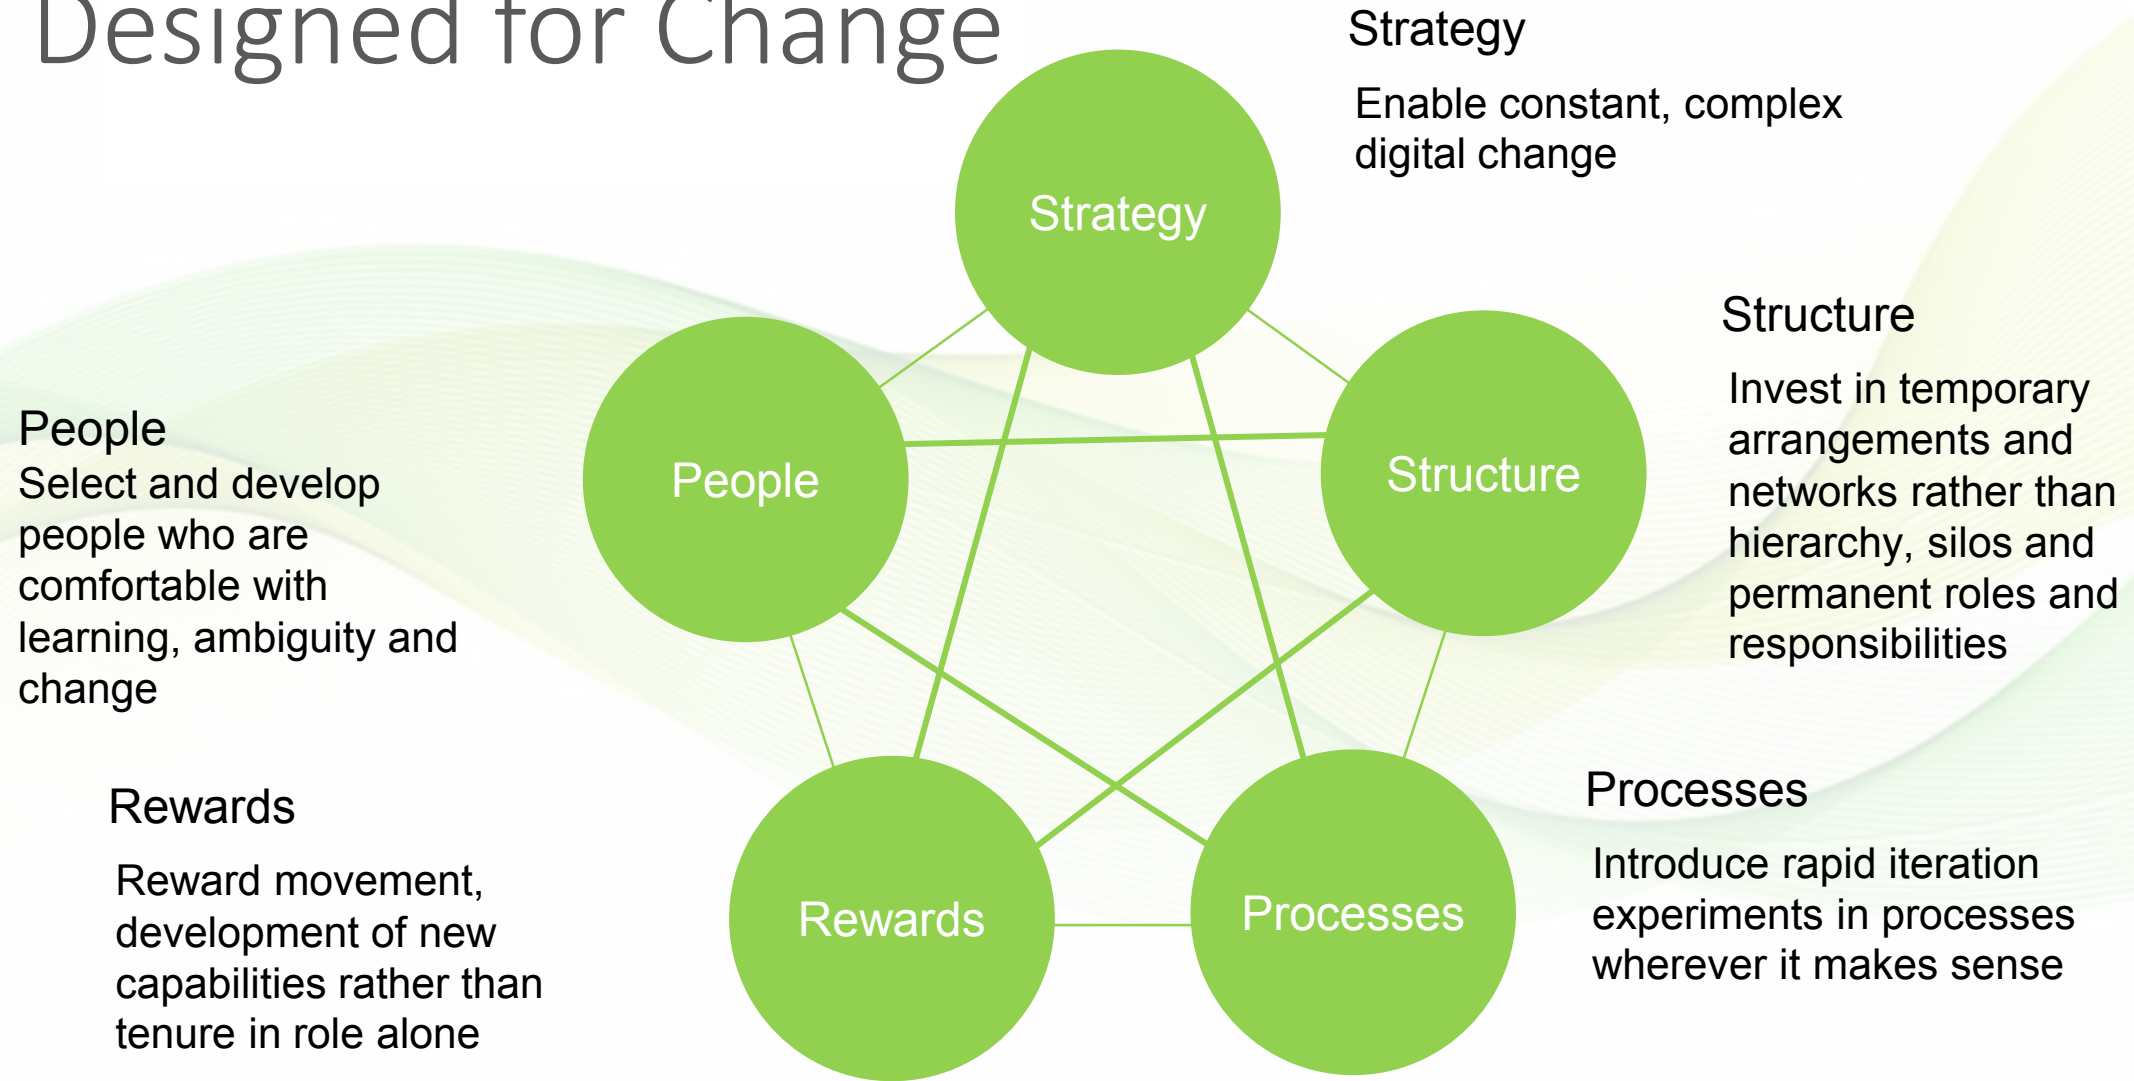 Designed for Change
Strategy
Enable constant, complex
digital change
Strategy
Structure
Invest in temporary
arrangements and
networks rather than
hierarchy, silos and
permanent roles and
responsibilities
People
Select and develop
people who are
comfortable with
learning, ambiguity and
change
People
Structure
Rewards
Reward movement,
development of new
capabilities rather than
tenure in role alone
Rewards
Processes
Processes
Introduce rapid iteration
experiments in processes
wherever it makes sense